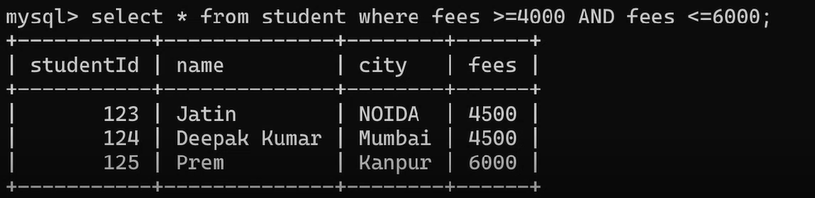 mysql> select * from student where fees >=4000 AND fees <=6000;
+-----------+--------------+--------+------+
| studentId | name         | city   | fees |
+-----------+--------------+--------+------+
|       123 | Jatin        | NOIDA  | 4500 |
|       124 | Deepak Kumar | Mumbai | 4500 |
|       125 | Prem         | Kanpur | 6000 |
+-----------+--------------+--------+------+